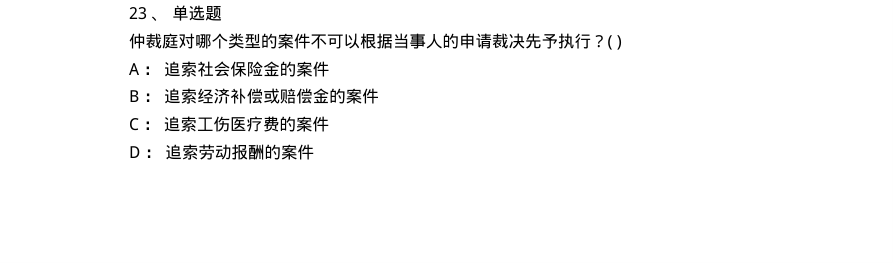 23 、 单选题
仲裁庭对哪个类型的案件不可以根据当事人的申请裁决先予执行？( )
A ： 追索社会保险金的案件
B ： 追索经济补偿或赔偿金的案件
C ： 追索工伤医疗费的案件
D ： 追索劳动报酬的案件